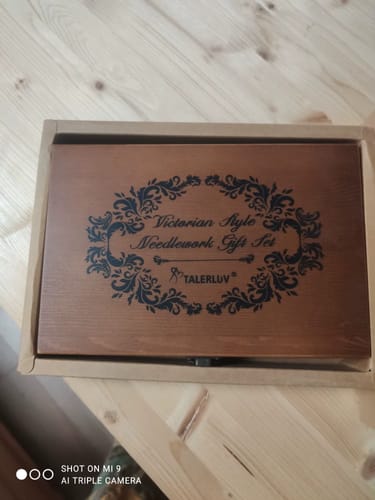 Victorian Style
Needlework Gift Set
TALERLUV®
SHOT ON MI 9
AI TRIPLE CAMERA